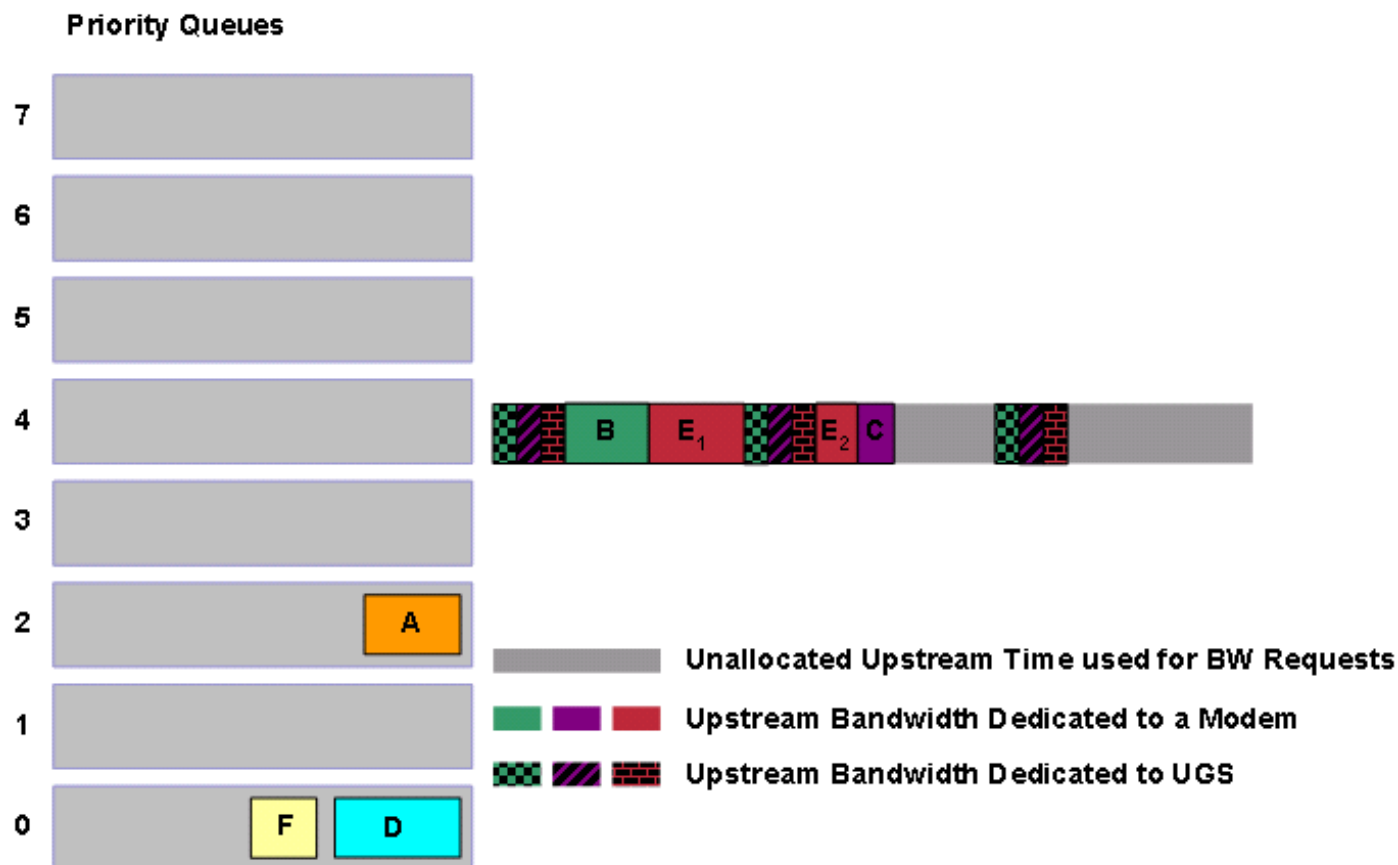 Priority Queues
7
6
5
4
B E₁ E₂ C
3
2
A
Unallocated Upstream Time used for BW Requests
1
Upstream Bandwidth Dedicated to a Modem
Upstream Bandwidth Dedicated to UGS
0
F D